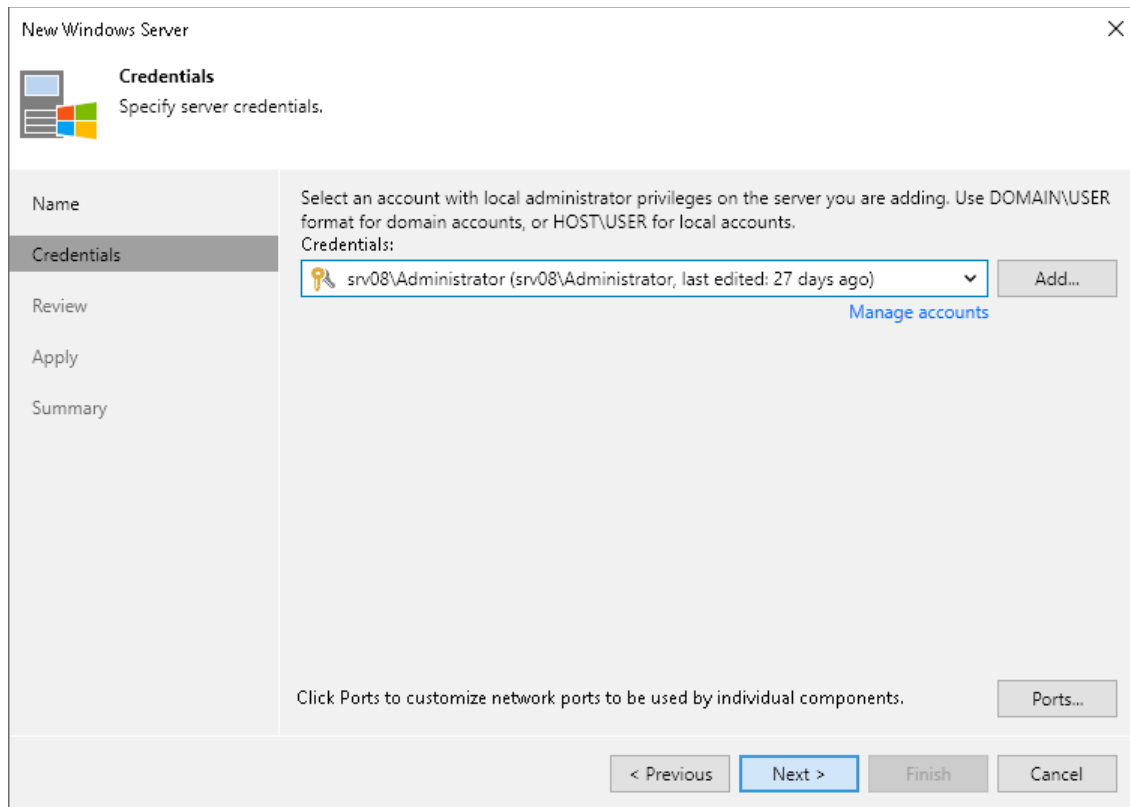 New Windows Server
Credentials
Specify server credentials.
Name
Credentials
Review
Apply
Summary
Select an account with local administrator privileges on the server you are adding. Use DOMAIN\USER
format for domain accounts, or HOST\USER for local accounts.
Credentials:
srv08\Administrator (srv08\Administrator, last edited: 27 days ago)
Add...
Manage accounts
Click Ports to customize network ports to be used by individual components.
Ports...
< Previous
Next >
Finish
Cancel